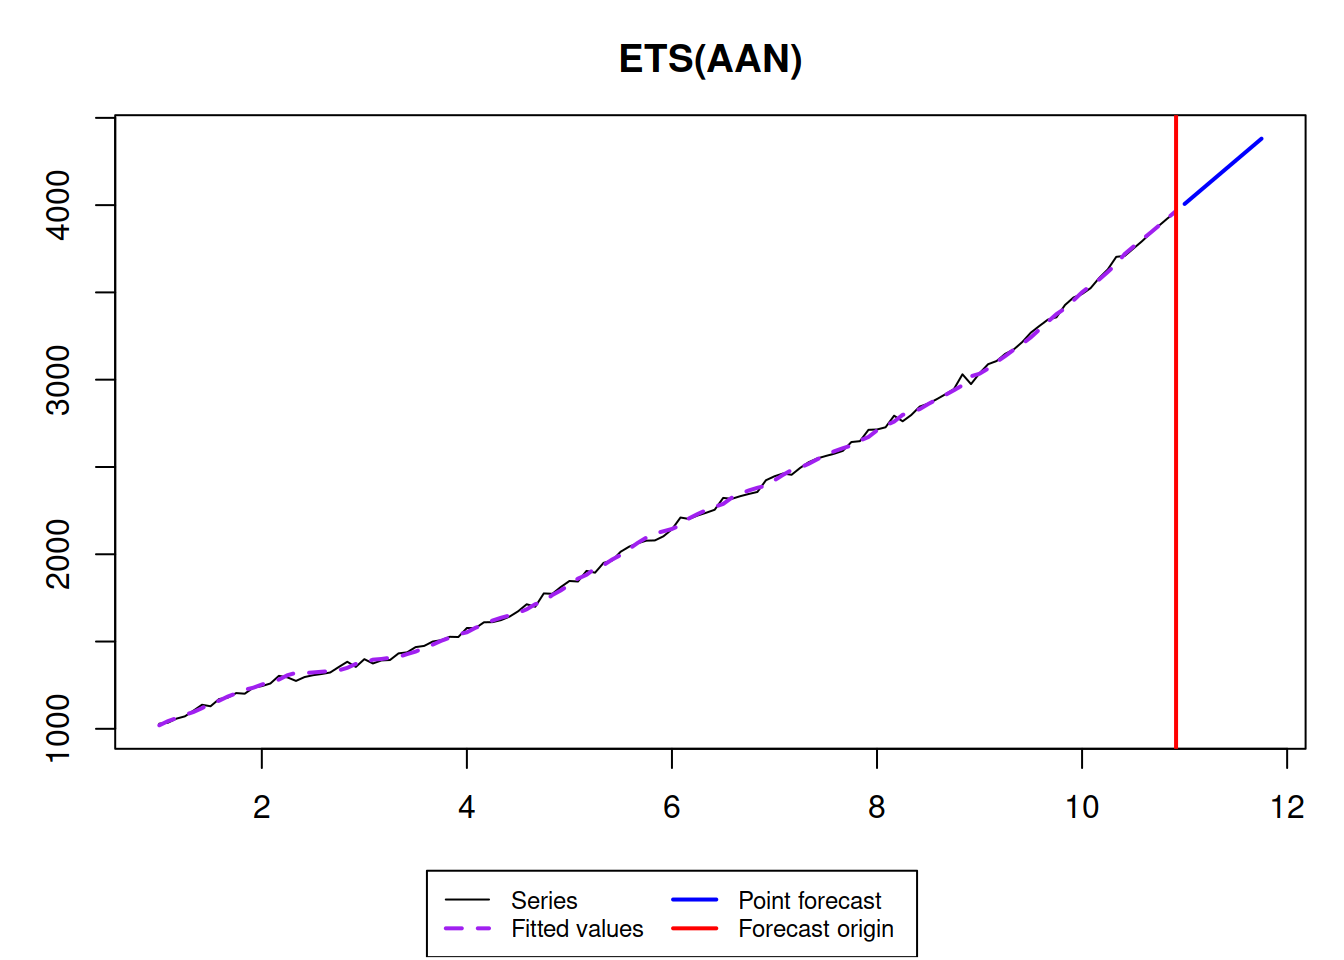 ETS(AAN)
4000
3000
2000
1000
2 4 6 8 10 12
Series Point forecast
Fitted values Forecast origin